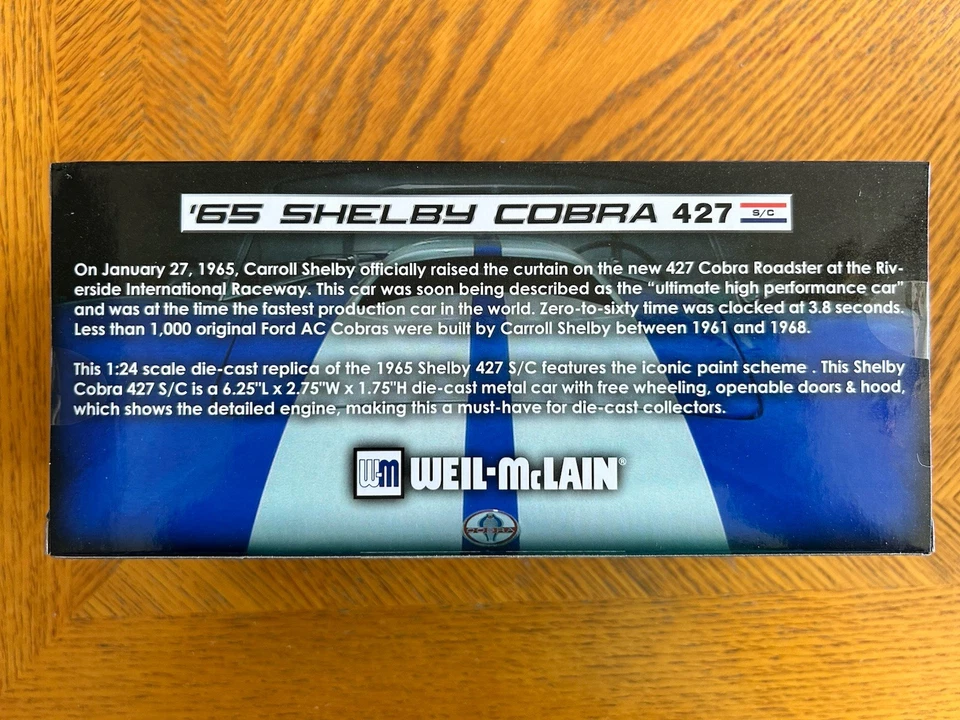 '65 SHELBY COBRA 427 S/C
On January 27, 1965, Carroll Shelby officially raised the curtain on the new 427 Cobra Roadster at the Riv-
erside International Raceway. This car was soon being described as the “ultimate high performance car”
and was at the time the fastest production car in the world. Zero-to-sixty time was clocked at 3.8 seconds.
Less than 1,000 original Ford AC Cobras were built by Carroll Shelby between 1961 and 1968.
This 1:24 scale die-cast replica of the 1965 Shelby 427 S/C features the iconic paint scheme . This Shelby
Cobra 427 S/C is a 6.25"L x 2.75"W x 1.75"H die-cast metal car with free wheeling, openable doors & hood,
which shows the detailed engine, making this a must-have for die-cast collectors.
W-M WEIL-McLAIN®
COBRA